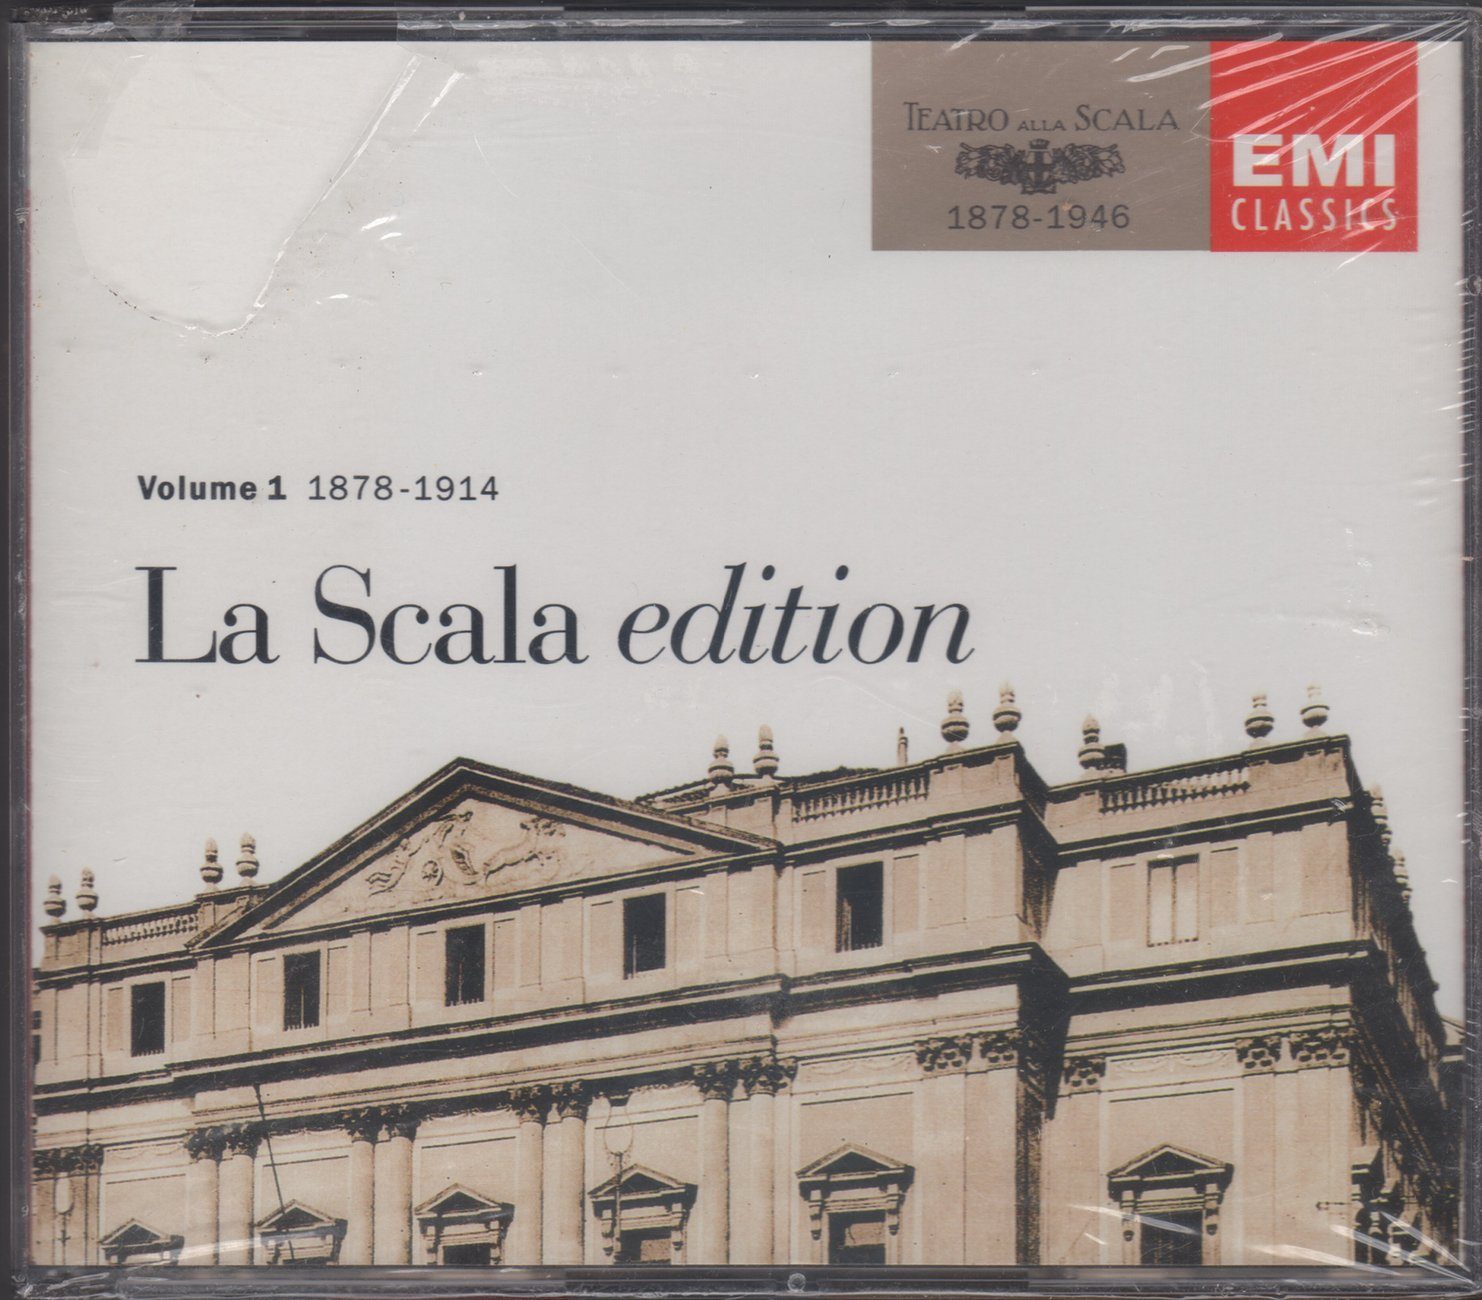 TEATRO ALLA SCALA
1878-1946
EMI
CLASSICS
Volume 1 1878-1914
La Scala edition